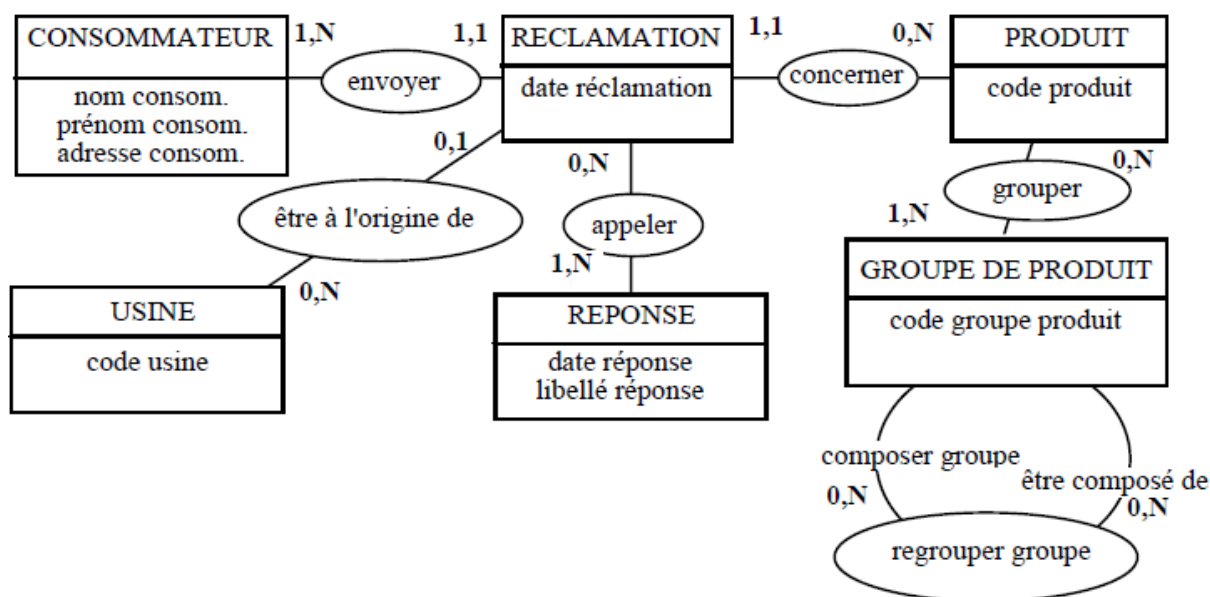 CONSOMMATEUR
nom consom.
prénom consom.
adresse consom.
1,N
envoyer
1,1
RECLAMATION
date réclamation
1,1
concerner
0,N
PRODUIT
code produit
0,1
être à l'origine de
0,N
USINE
code usine
0,N
appeler
1,N
REPONSE
date réponse
libellé réponse
0,N
grouper
1,N
GROUPE DE PRODUIT
code groupe produit
composer groupe
0,N
être composé de
0,N
regrouper groupe